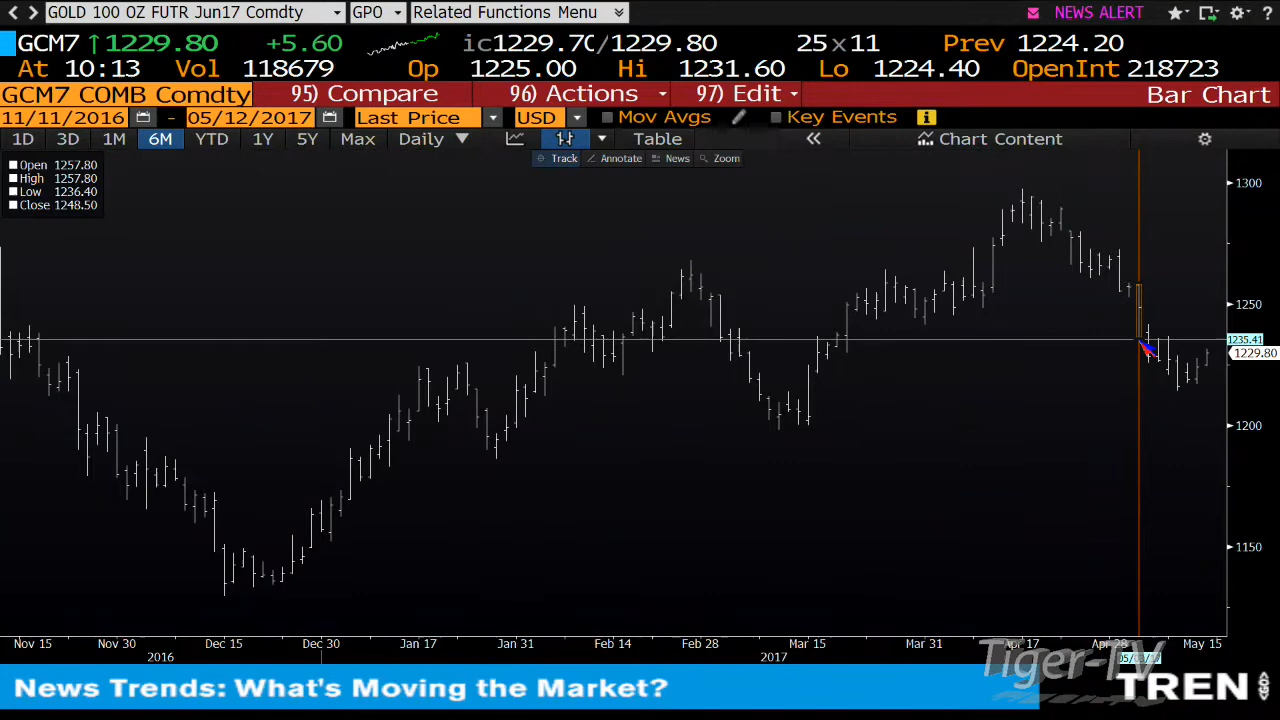 GOLD 100 OZ FUTR Jun17 Comdty GPO Related Functions Menu NEWS ALERT ?
GCM7 ↑1229.80 +5.60 ic1229.70/1229.80 25x11 Prev 1224.20
At 10:13 Vol 118679 Op 1225.00 Hi 1231.60 Lo 1224.40 OpenInt 218723
GCM7 COMB Comdty 95) Compare 96) Actions 97) Edit Bar Chart
11/11/2016 - 05/12/2017 Last Price USD Mov Avgs Key Events i
1D 3D 1M 6M YTD 1Y 5Y Max Daily Table « Chart Content
Track Annotate News Zoom
Open 1257.80
High 1257.80
Low 1236.40
Close 1248.50
1300
1250
1235.41
1229.80
1200
1150
Nov 15 Nov 30 Dec 15 Dec 30 Jan 17 Jan 31 Feb 14 Feb 28 Mar 15 Mar 31 Apr 17 Apr 28 May 15
2016 2017
Tiger-TV
News Trends: What's Moving the Market?
TREN